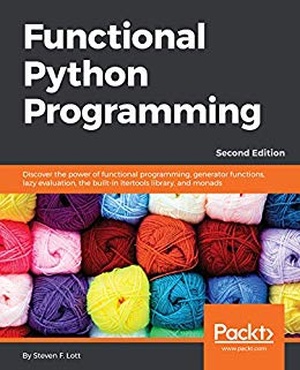 Functional
Python
Programming
Second Edition
Discover the power of functional programming, generator functions,
lazy evaluation, the built-in itertools library, and monads
By Steven F. Lott
Packt>
www.packt.com